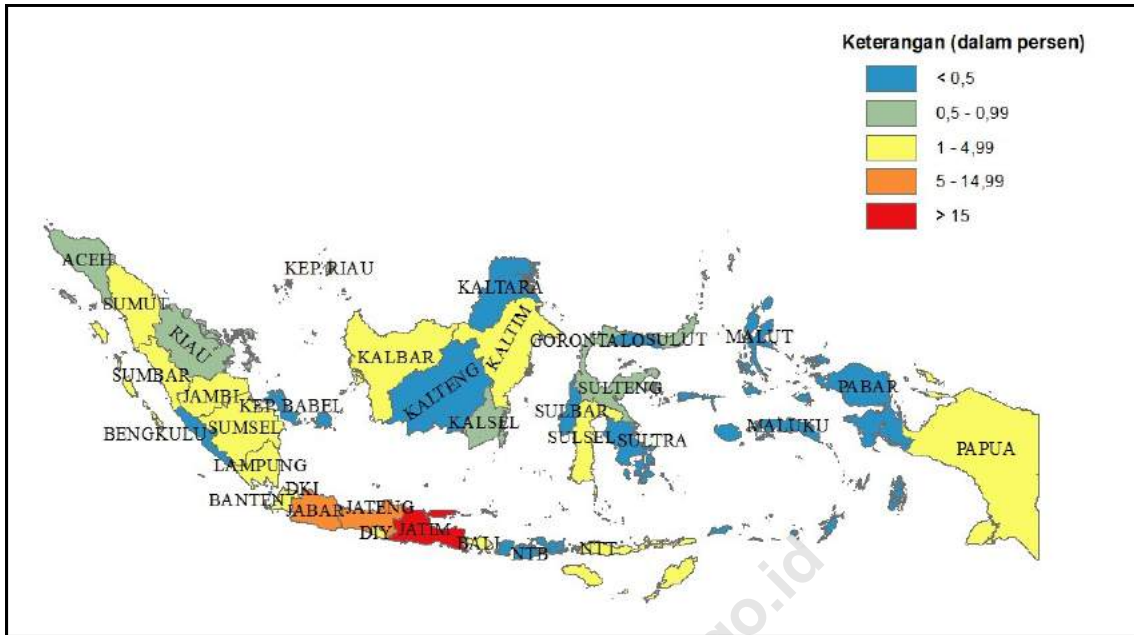 Keterangan (dalam persen)
< 0,5
0,5 - 0,99
1 - 4,99
5 - 14,99
> 15
ACEH
SUMUT
RIAU
KEP.RIAU
SUMBAR
JAMBI
KEP.BABEL
BENGKULU
SUMSEL
LAMPUNG
BANTEN
DKI
JABAR
JATENG
DIY
JATIM
BALI
NTB
NTT
KALBAR
KALTENG
KALSEL
KALTIM
KALTARA
GORONTALO
SULUT
SULTENG
SULBAR
SULSEL
SULTRA
MALUT
MALUKU
PABAR
PAPUA
go.id